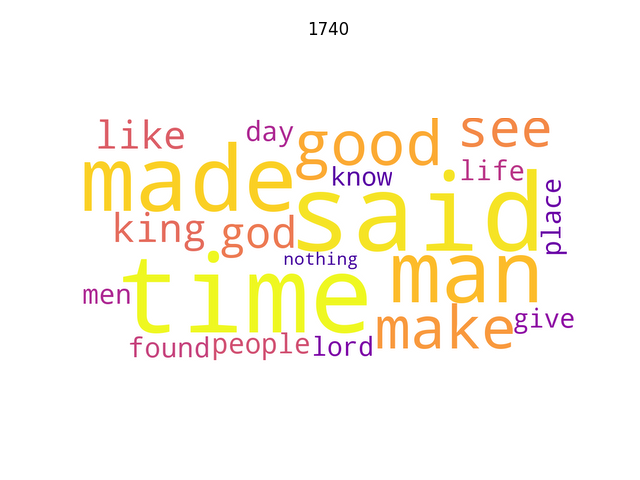 1740
like
day
good
see
made
know
life
said
place
king
god
nothing
man
men
time
make
give
found
people
lord